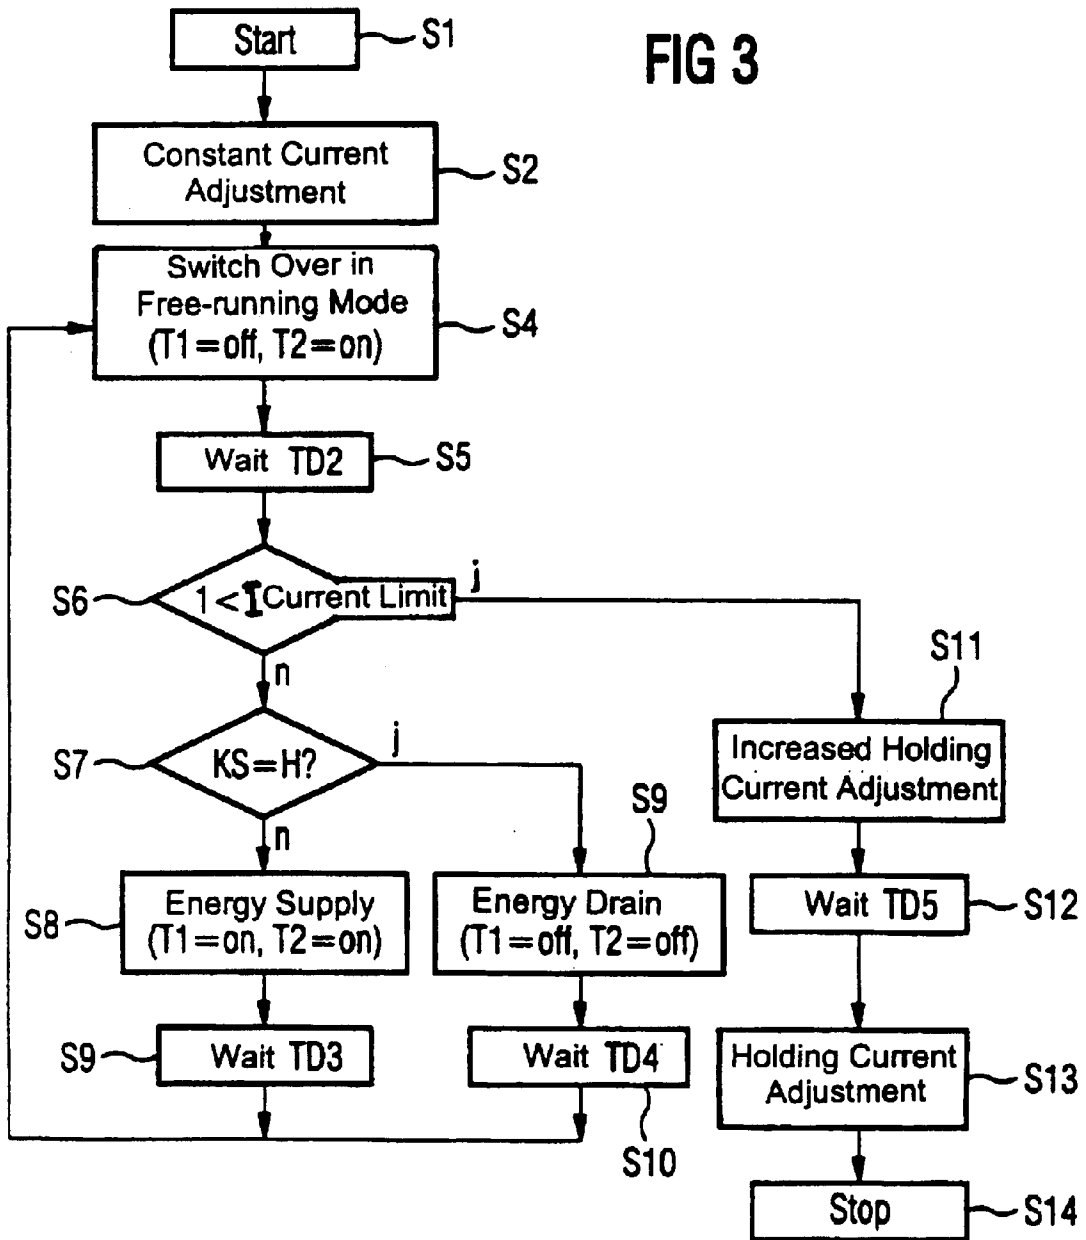 FIG 3
Start
S1
Constant Current
Adjustment
S2
Switch Over in
Free-running Mode
(T1=off, T2=on)
S4
Wait TD2
S5
S6
1 < I Current Limit
j
n
S7
KS=H?
j
n
S8
Energy Supply
(T1=on, T2=on)
S9
Energy Drain
(T1=off, T2=off)
S9
Wait TD3
Wait TD4
S10
S11
Increased Holding
Current Adjustment
Wait TD5
S12
Holding Current
Adjustment
S13
Stop
S14